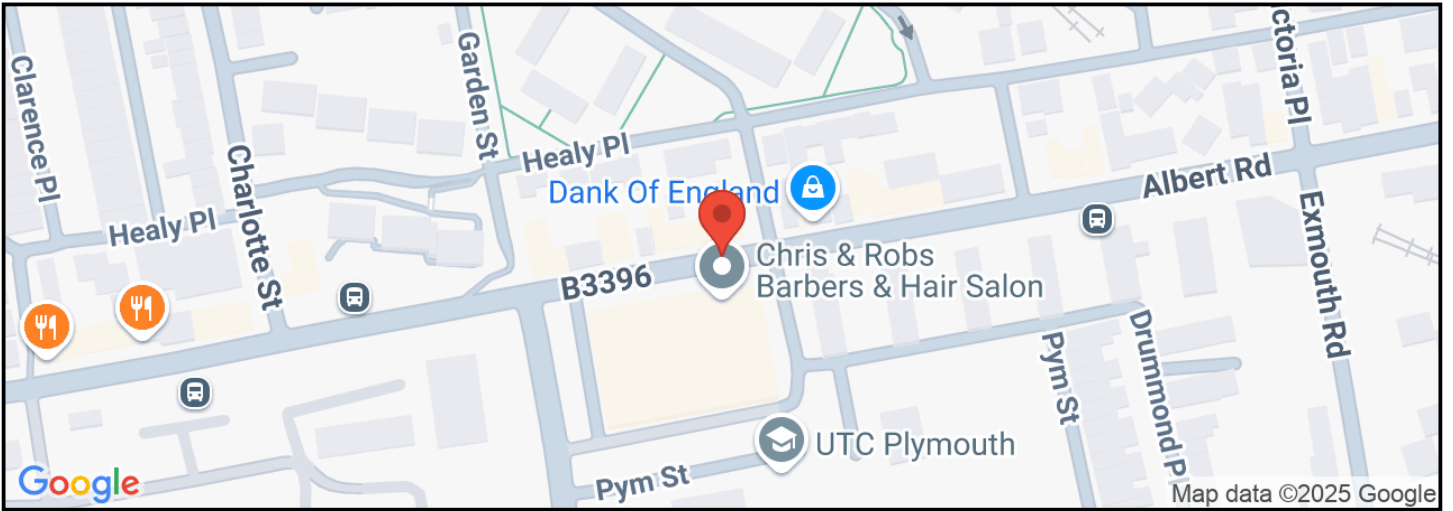 Clarence Pl
Charlotte St
Garden St
Healy Pl
Healy Pl
Dank Of England
ctoria Pl
Albert Rd
Exmouth Rd
B3396
Chris & Robs
Barbers & Hair Salon
Pym St
Drummond Pl
UTC Plymouth
Pym St
Google
Map data ©2025 Google